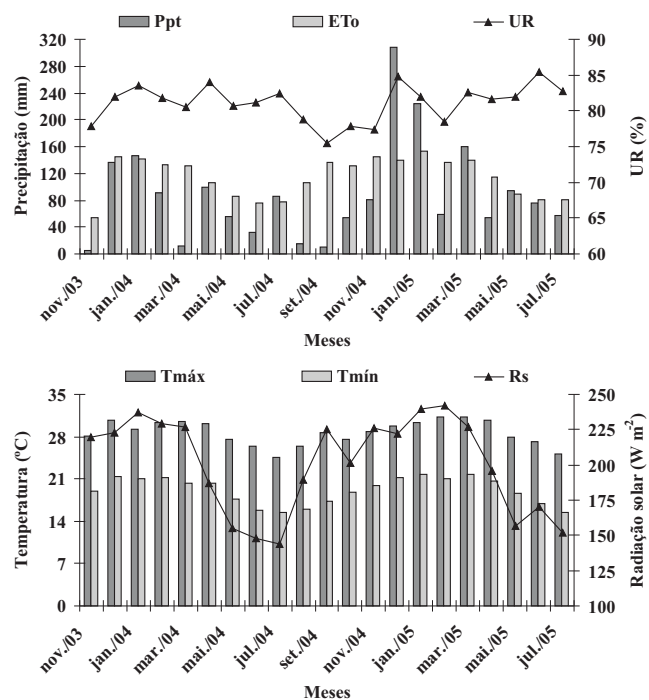 Ppt ETo UR
Precipitação (mm)
320
280
240
200
160
120
80
40
0
90
85
80
75
70
65
60
UR (%)
nov./03 jan./04 mar./04 mai./04 jul./04 set./04 nov./04 jan./05 mar./05 mai./05 jul./05
Meses
Tmáx Tmín Rs
Temperatura (ºC)
35
28
21
14
7
0
250
225
200
175
150
125
100
Radiação solar (W m²)
nov./03 jan./04 mar./04 mai./04 jul./04 set./04 nov./04 jan./05 mar./05 mai./05 jul./05
Meses